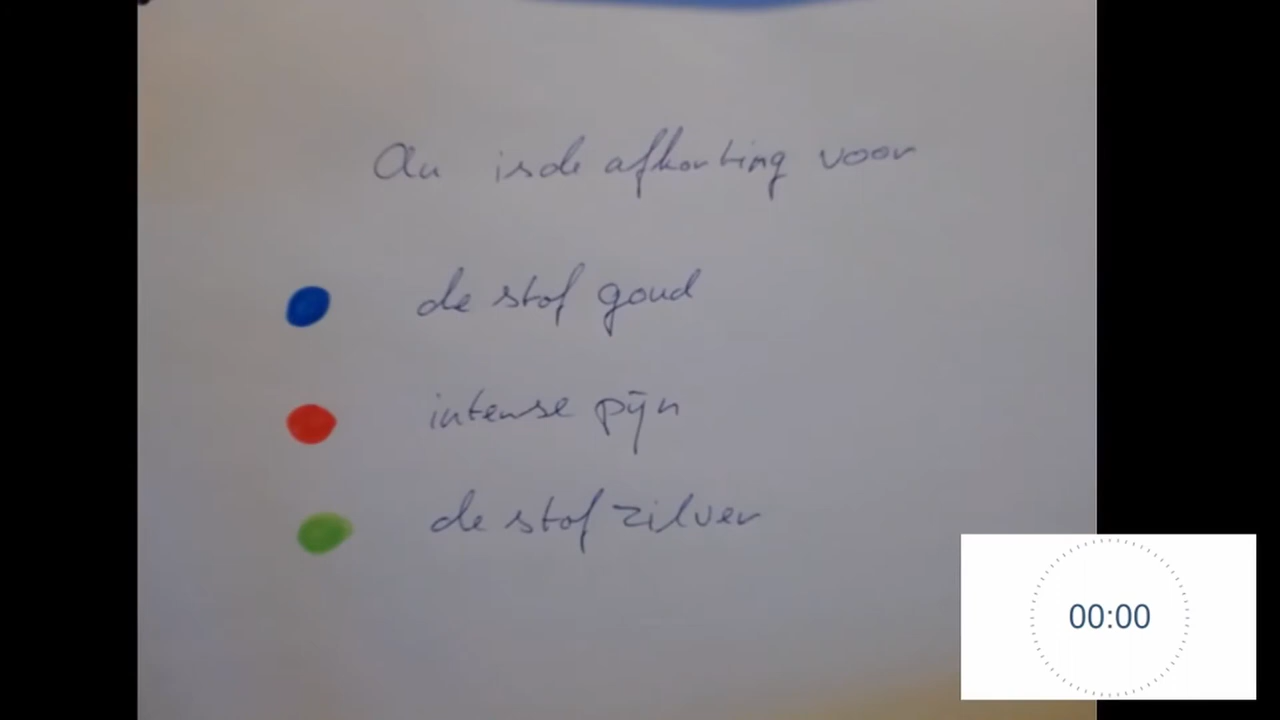 Au is de afkorting voor
de stof goud
intense pijn
de stof zilver
00:00